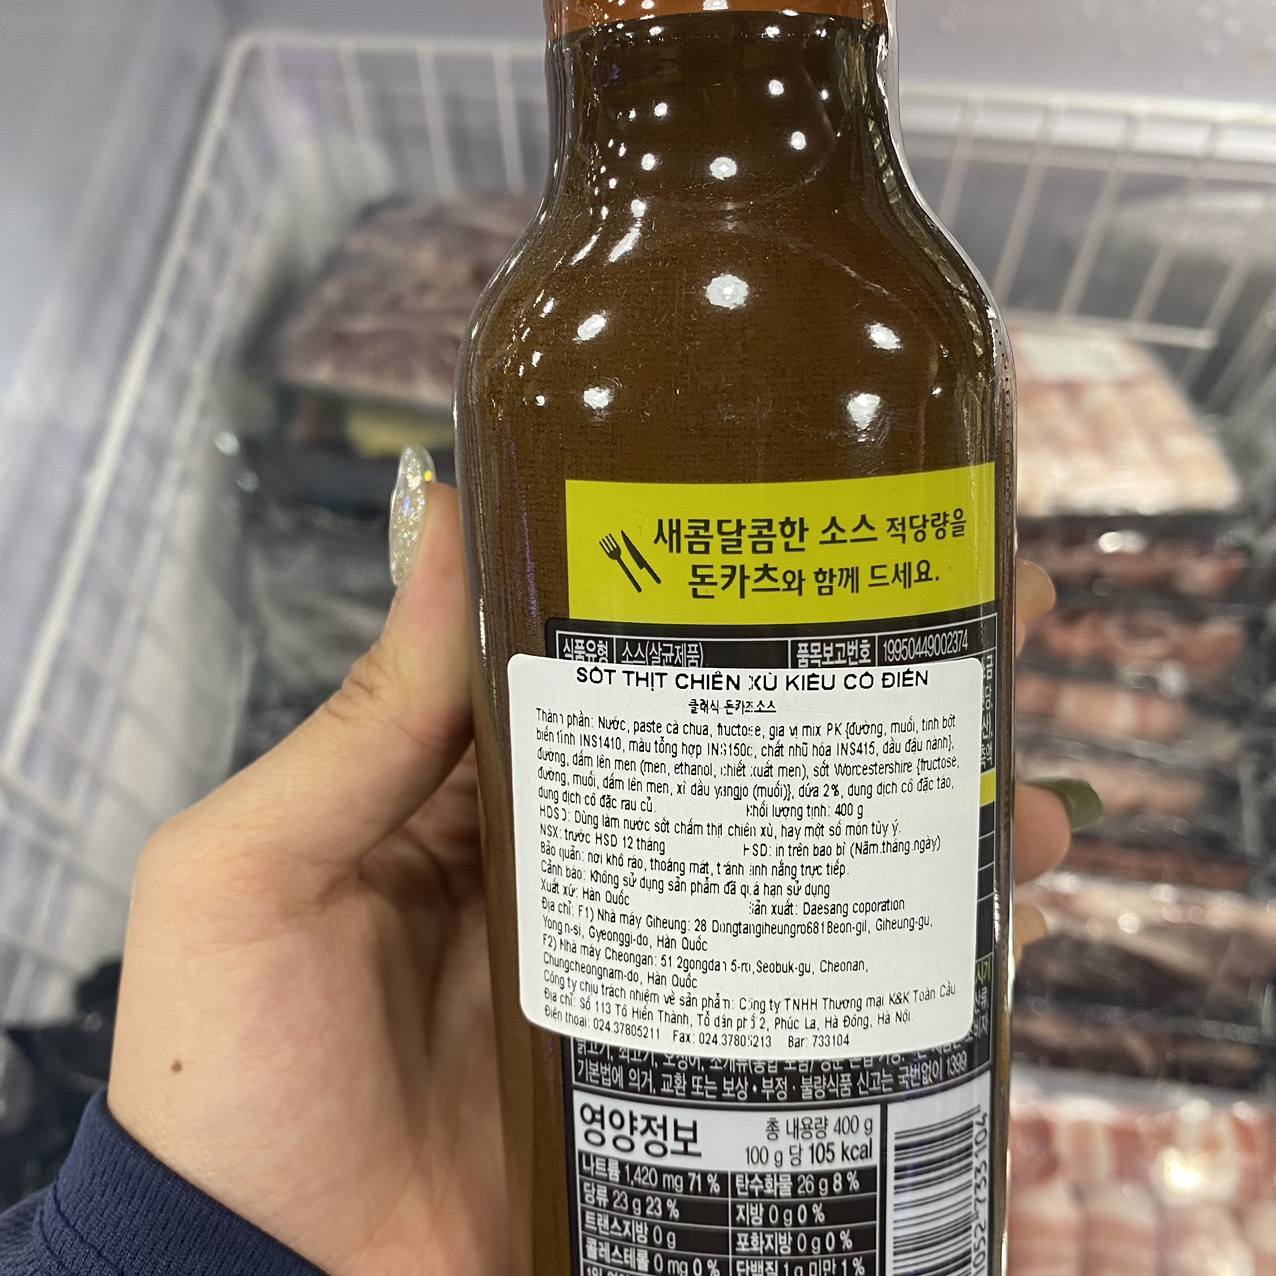 새콤달콤한 소스 적당량을
돈카츠와 함께 드세요.
식품유형 소스(살균제품) 품목보고번호 19950449002374
SỐT THỊT CHIÊN XÙ KIỂU CỔ ĐIỂN
클래식 돈카츠소스
Thành phần: Nước, paste cà chua, fructose, gia vị mix PK {đường, muối, tinh bột
biến tính INS1410, màu tổng hợp INS150c, chất nhũ hóa INS415, dầu đậu nành},
đường, dấm lên men (men, ethanol, chiết xuất men), sốt Worcestershire {fructose,
đường, muối, dấm lên men, xì dầu yangjo (muối)}, dứa 2%, dung dịch cô đặc táo,
dung dịch cô đặc rau củ. Khối lượng tịnh: 400 g
HDSD: Dùng làm nước sốt chấm thịt chiên xù, hay một số món tùy ý.
NSX: trước HSD 12 tháng HSD: in trên bao bì (Năm.tháng.ngày)
Bảo quản: nơi khô ráo, thoáng mát, tránh ánh nắng trực tiếp.
Cảnh báo: Không sử dụng sản phẩm đã quá hạn sử dụng
Xuất xứ: Hàn Quốc Sản xuất: Daesang coporation
Địa chỉ: F1) Nhà máy Giheung: 28 Dongtangiheungro681Beon-gil, Giheung-gu,
Yongin-si, Gyeonggi-do, Hàn Quốc
F2) Nhà máy Cheongan: 51 2gongdan 5-ro, Seobuk-gu, Cheonan,
Chungcheongnam-do, Hàn Quốc
Công ty chịu trách nhiệm về sản phẩm: Công ty TNHH Thương mại K&K Toàn Cầu
Địa chỉ: Số 113 Tô Hiến Thành, Tổ dân phố 2, Phúc La, Hà Đông, Hà Nội
Điện thoại: 024.37805211 Fax: 024.37805213 Bar: 733104
기본법에 의거, 교환 또는 보상 • 부정 · 불량식품 신고는 국번없이 1399
영양정보 총 내용량 400 g
100 g 당 105 kcal
나트륨 1,420 mg 71 % 탄수화물 26 g 8 %
당류 23 g 23 % 지방 0 g 0 %
트랜스지방 0 g 포화지방 0 g 0 %
콜레스테롤 0 mg 0 % 단백질 1 g 미만 1 %